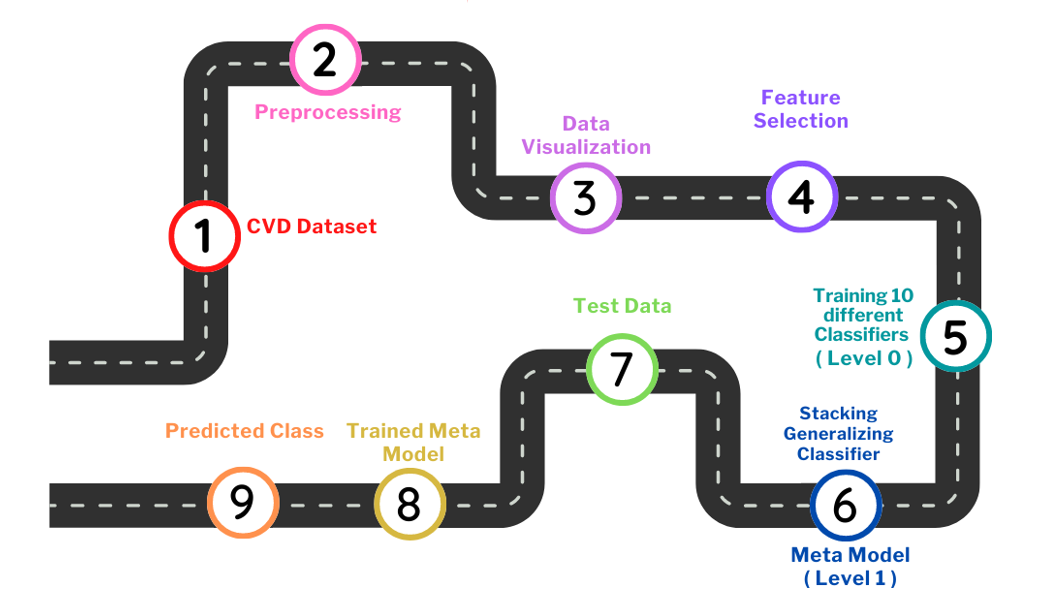 1
CVD Dataset
2
Preprocessing
Data
Visualization
3
Feature
Selection
4
Training 10
different
Classifiers
( Level 0 )
5
Stacking
Generalizing
Classifier
6
Meta Model
( Level 1 )
Test Data
7
Trained Meta
Model
8
Predicted Class
9